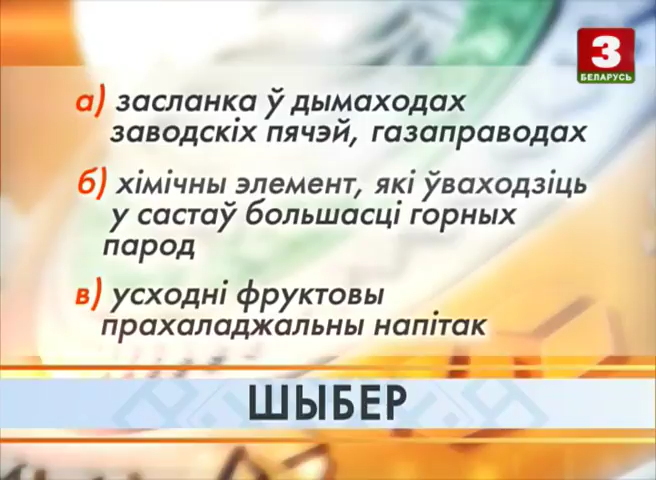 3
БЕЛАРУСЬ
а) засланка ў дымаходах
заводскіх пячэй, газаправодах
б) хімічны элемент, які ўваходзіць
у састаў большасці горных
парод
в) усходні фруктовы
прахаладжальны напітак
ШЫБЕР